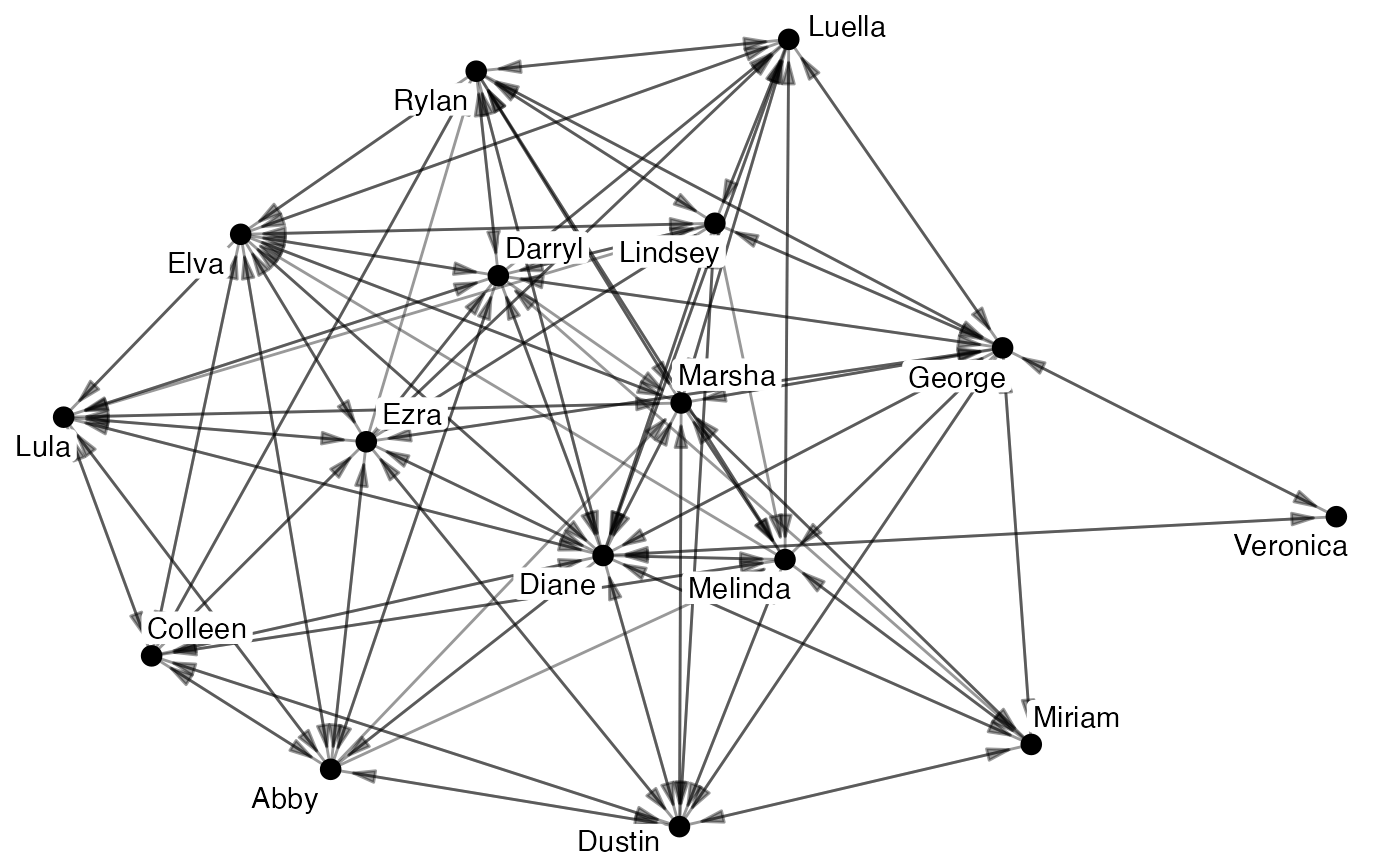 Luella
Rylan
Darryl
Lindsey
Elva
Marsha
George
Ezra
Lula
Veronica
Diane
Melinda
Colleen
Miriam
Abby
Dustin